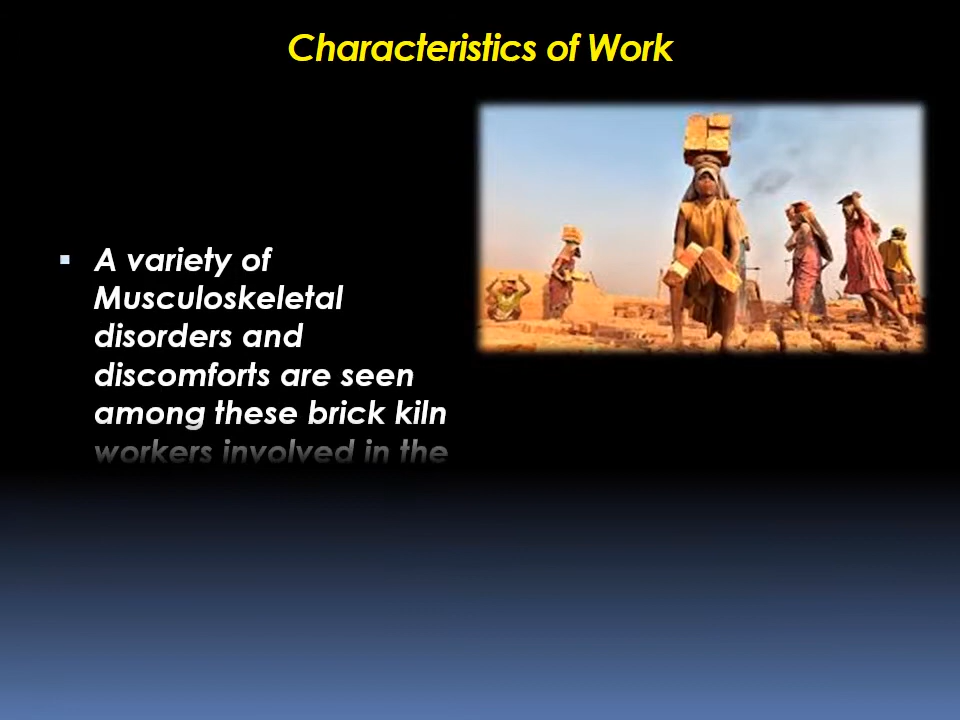 Characteristics of Work
A variety of
Musculoskeletal
disorders and
discomforts are seen
among these brick kiln
workers involved in the